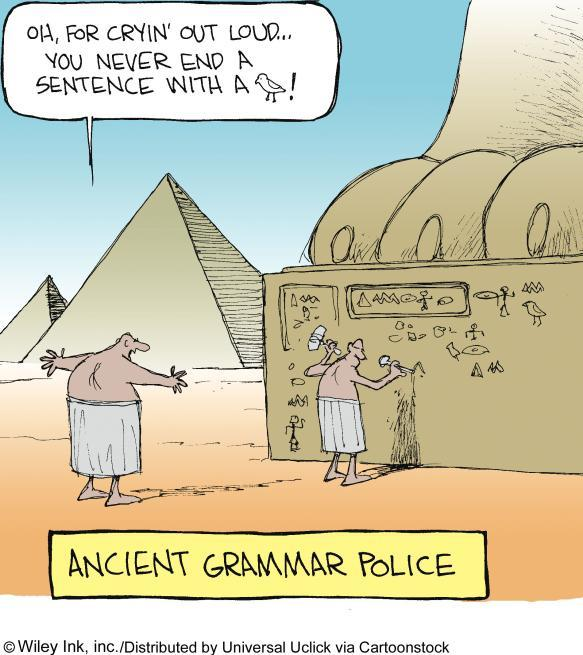 OH, FOR CRYIN' OUT LOUD...
YOU NEVER END A
SENTENCE WITH A 𓅱!
ANCIENT GRAMMAR POLICE
© Wiley Ink, inc./Distributed by Universal Uclick via Cartoonstock